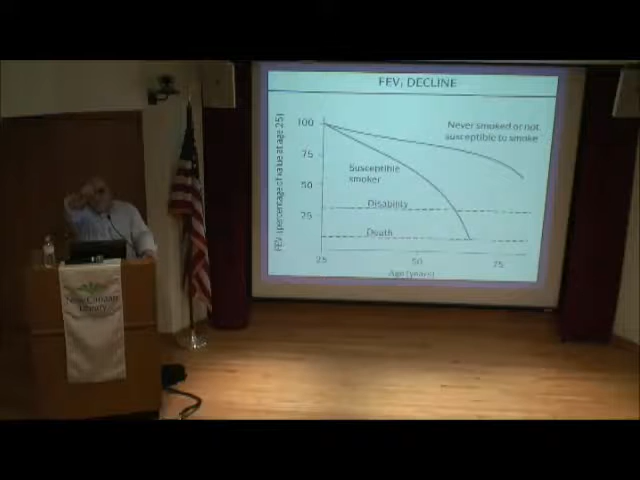 FEV₁ DECLINE
FEV₁ (percentage of value at age 25)
100
75
50
25
Never smoked or not
susceptible to smoke
Susceptible
smoker
Disability
Death
25
50
75
Age (years)
New Canaan
Library